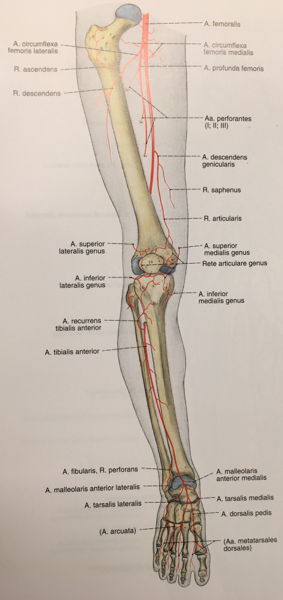 A. femoralis
A. circumflexa
femoris lateralis
A. circumflexa
femoris medialis
R. ascendens
A. profunda femoris
R. descendens
Aa. perforantes
(I; II; III)
A. descendens
genicularis
R. saphenus
R. articularis
A. superior
lateralis genus
A. superior
medialis genus
Rete articulare genus
A. inferior
lateralis genus
A. inferior
medialis genus
A. recurrens
tibialis anterior
A. tibialis anterior
A. fibularis, R. perforans
A. malleolaris
anterior medialis
A. malleolaris anterior lateralis
A. tarsalis lateralis
A. tarsalis medialis
A. dorsalis pedis
(A. arcuata)
(Aa. metatarsales
dorsales)